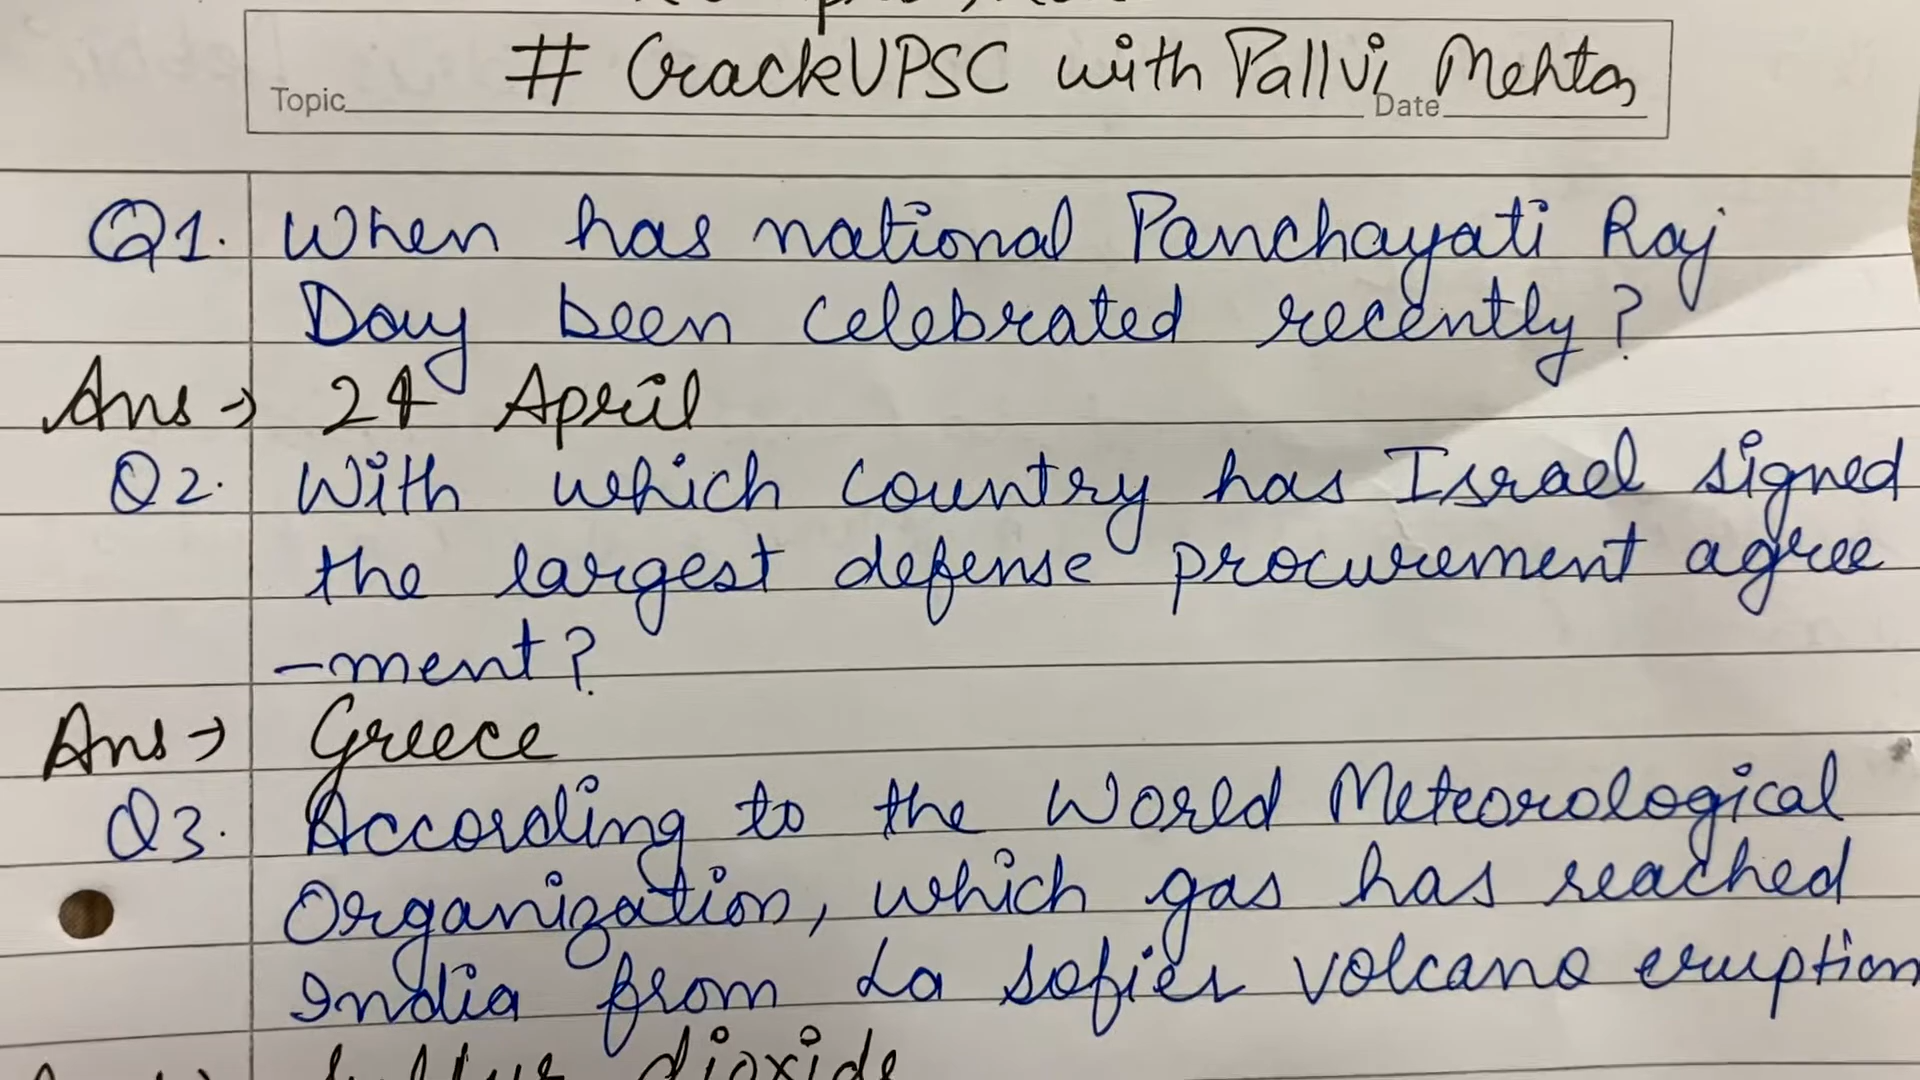 # CrackUPSC with Pallvi Mehta
Topic Date
Q1. When has national Panchayati Raj
Day been celebrated recently?
Ans → 24 April
Q2. With which country has Israel signed
the largest defense procurement agree
-ment?
Ans → Greece
Q3. According to the World Meteorological
Organization, which gas has reached
India from La sofier volcano eruption
dioxide